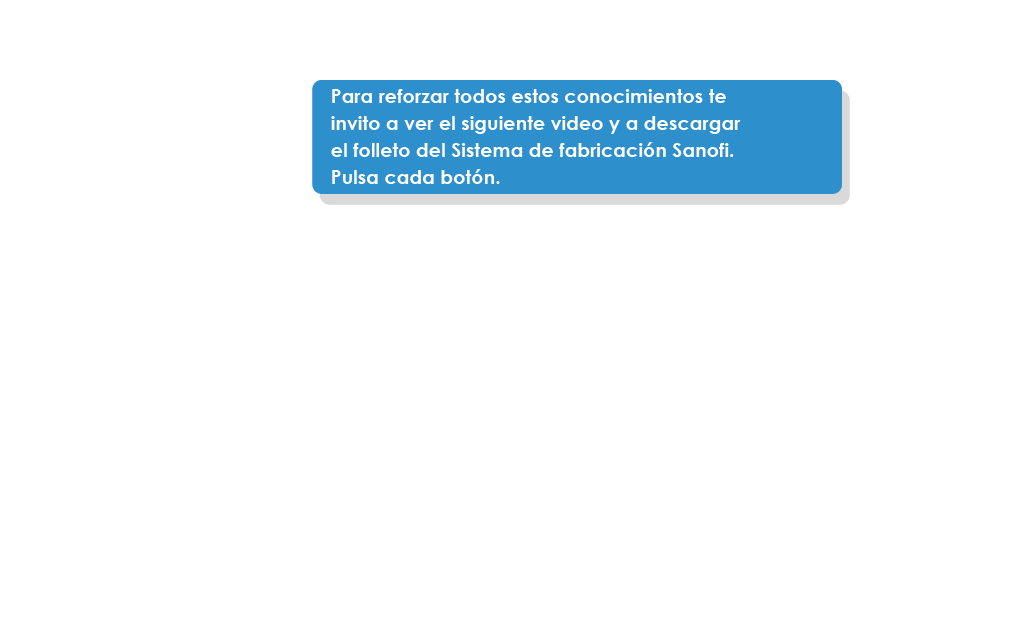 Para reforzar todos estos conocimientos te
invito a ver el siguiente video y a descargar
el folleto del Sistema de fabricación Sanofi.
Pulsa cada botón.